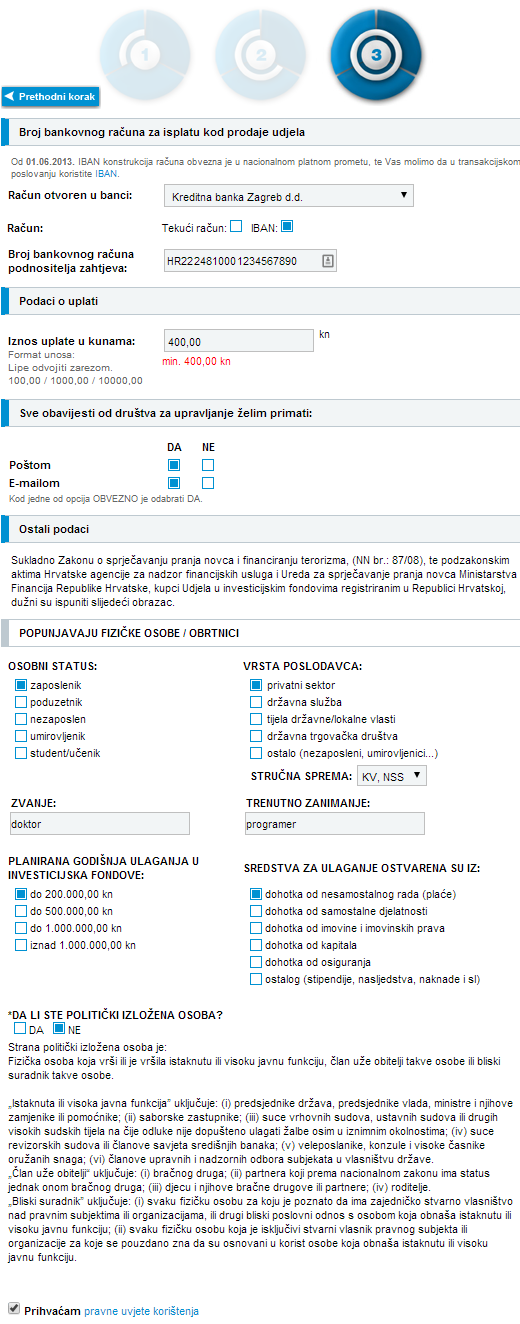 1 2 3
Prethodni korak
Broj bankovnog računa za isplatu kod prodaje udjela
Od 01.06.2013. IBAN konstrukcija računa obvezna je u nacionalnom platnom prometu, te Vas molimo da u transakcijskom
poslovanju koristite IBAN.
Račun otvoren u banci: Kreditna banka Zagreb d.d.
Račun: Tekući račun: IBAN:
Broj bankovnog računa
podnositelja zahtjeva: HR2224810001234567890
Podaci o uplati
Iznos uplate u kunama: 400,00 kn
Format unosa: min. 400,00 kn
Lipe odvojiti zarezom.
100,00 / 1000,00 / 10000,00
Sve obavijesti od društva za upravljanje želim primati:
DA NE
Poštom
E-mailom
Kod jedne od opcija OBVEZNO je odabrati DA.
Ostali podaci
Sukladno Zakonu o sprječavanju pranja novca i financiranju terorizma, (NN br.: 87/08), te podzakonskim
aktima Hrvatske agencije za nadzor financijskih usluga i Ureda za sprječavanje pranja novca Ministarstva
Financija Republike Hrvatske, kupci Udjela u investicijskim fondovima registriranim u Republici Hrvatskoj,
dužni su ispuniti slijedeći obrazac.
POPUNJAVAJU FIZIČKE OSOBE / OBRTNICI
OSOBNI STATUS:
zaposlenik
poduzetnik
nezaposlen
umirovljenik
student/učenik
VRSTA POSLODAVCA:
privatni sektor
državna služba
tijela državne/lokalne vlasti
državna trgovačka društva
ostalo (nezaposleni, umirovljenici...)
STRUČNA SPREMA: KV, NSS
ZVANJE:
doktor
TRENUTNO ZANIMANJE:
programer
PLANIRANA GODIŠNJA ULAGANJA U
INVESTICIJSKA FONDOVE:
do 200.000,00 kn
do 500.000,00 kn
do 1.000.000,00 kn
iznad 1.000.000,00 kn
SREDSTVA ZA ULAGANJE OSTVARENA SU IZ:
dohotka od nesamostalnog rada (plaće)
dohotka od samostalne djelatnosti
dohotka od imovine i imovinskih prava
dohotka od kapitala
dohotka od osiguranja
ostalog (stipendije, nasljedstva, naknade i sl)
*DA LI STE POLITIČKI IZLOŽENA OSOBA?
DA NE
Strana politički izložena osoba je:
Fizička osoba koja vrši ili je vršila istaknutu ili visoku javnu funkciju, član uže obitelji takve osobe ili bliski
suradnik takve osobe.
„Istaknuta ili visoka javna funkcija” uključuje: (i) predsjednike država, predsjednike vlada, ministre i njihove
zamjenike ili pomoćnike; (ii) saborske zastupnike; (iii) suce vrhovnih sudova, ustavnih sudova ili drugih
visokih sudskih tijela na čije odluke nije dopušteno ulagati žalbe osim u iznimnim okolnostima; (iv) suce
revizorskih sudova ili članove savjeta središnjih banaka; (v) veleposlanike, konzule i visoke časnike
oružanih snaga; (vi) članove upravnih i nadzornih odbora subjekata u vlasništvu države.
„Član uže obitelji” uključuje: (i) bračnog druga; (ii) partnera koji prema nacionalnom zakonu ima status
jednak onom bračnog druga; (iii) djecu i njihove bračne drugove ili partnere; (iv) roditelje.
„Bliski suradnik” uključuje: (i) svaku fizičku osobu za koju je poznato da ima zajedničko stvarno vlasništvo
nad pravnim subjektima ili organizacijama, ili drugi bliski poslovni odnos s osobom koja obnaša istaknutu ili
visoku javnu funkciju; (ii) svaku fizičku osobu koja je isključivi stvarni vlasnik pravnog subjekta ili
organizacije za koje se pouzdano zna da su osnovani u korist osobe koja obnaša istaknutu ili visoku
javnu funkciju.
Prihvaćam pravne uvjete korištenja